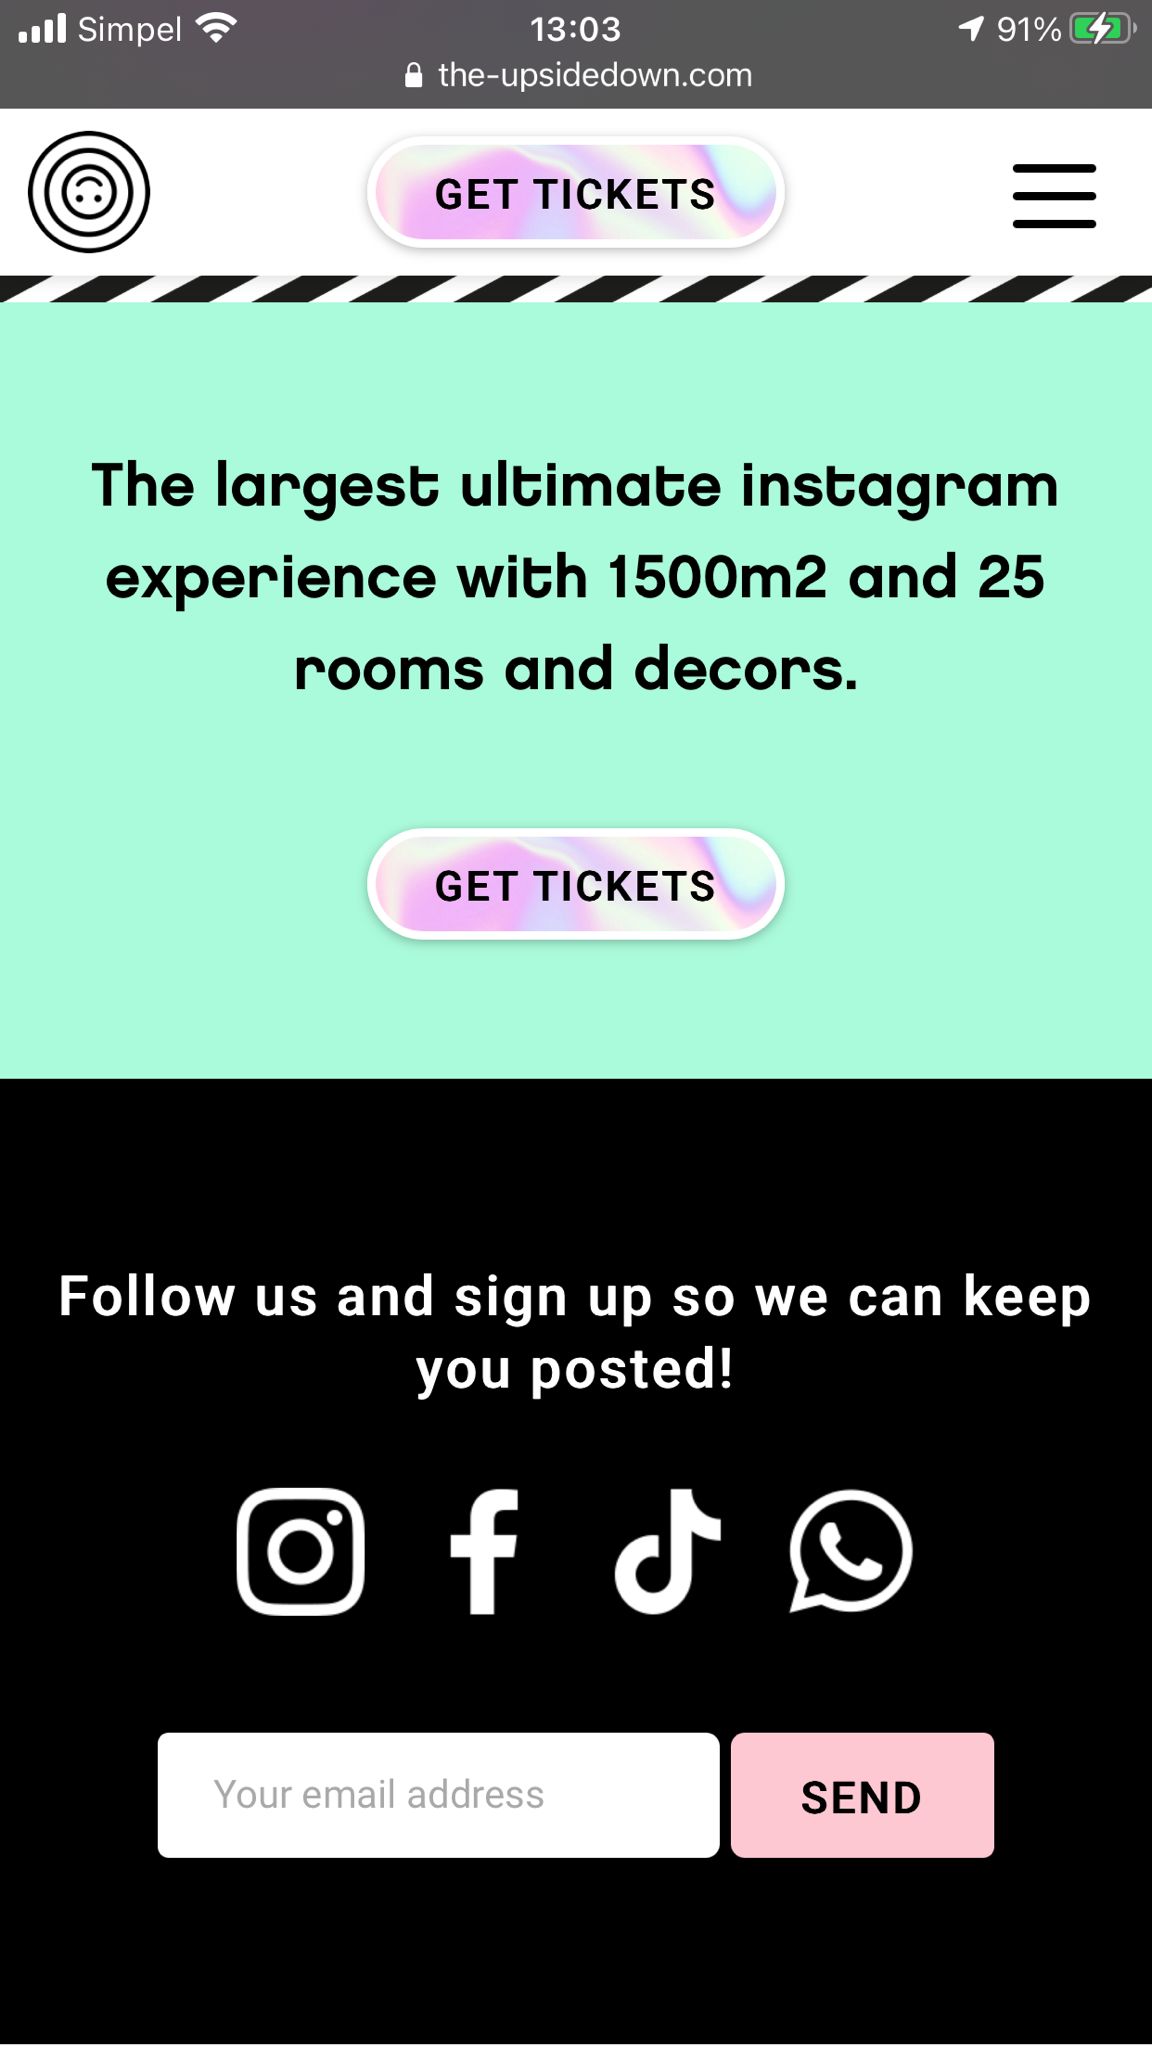 Simpel 13:03 91%
the-upsidedown.com
GET TICKETS
The largest ultimate instagram
experience with 1500m2 and 25
rooms and decors.
GET TICKETS
Follow us and sign up so we can keep
you posted!
Your email address SEND